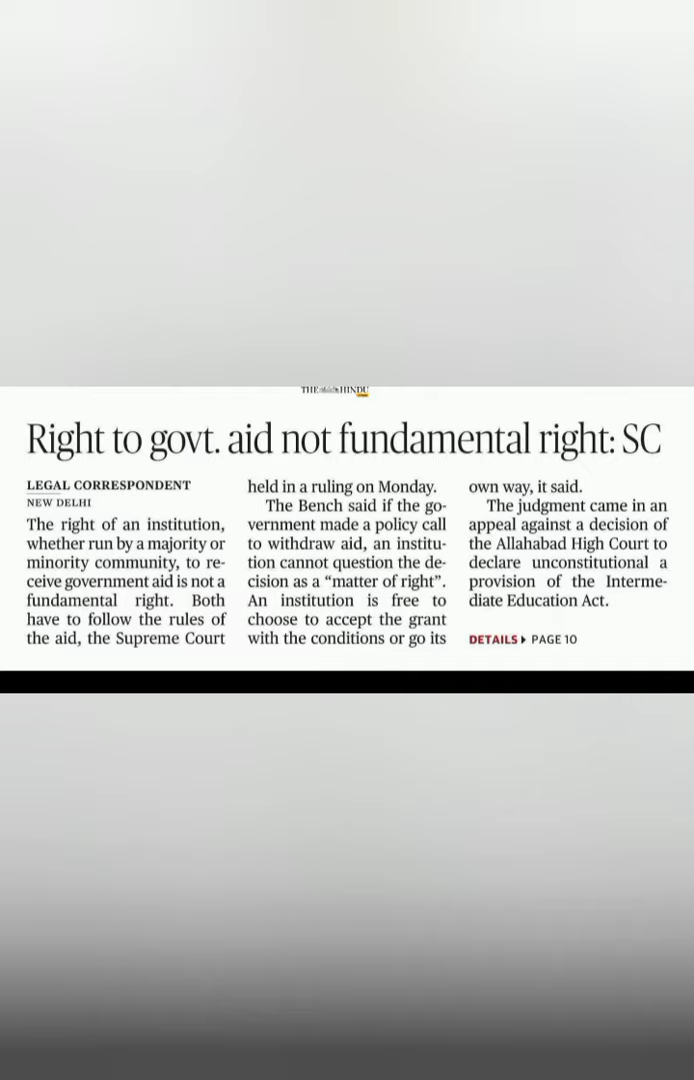 THE HINDU
Right to govt. aid not fundamental right: SC
LEGAL CORRESPONDENT
NEW DELHI
The right of an institution,
whether run by a majority or
minority community, to re-
ceive government aid is not a
fundamental right. Both
have to follow the rules of
the aid, the Supreme Court
held in a ruling on Monday.
The Bench said if the go-
vernment made a policy call
to withdraw aid, an institu-
tion cannot question the de-
cision as a “matter of right”.
An institution is free to
choose to accept the grant
with the conditions or go its
own way, it said.
The judgment came in an
appeal against a decision of
the Allahabad High Court to
declare unconstitutional a
provision of the Interme-
diate Education Act.
DETAILS PAGE 10